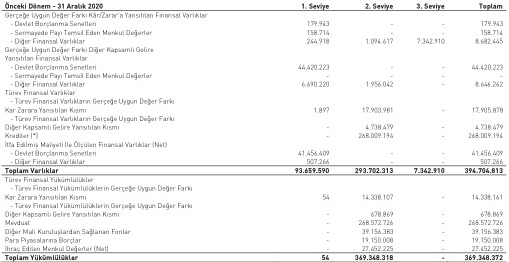 Önceki Dönem - 31 Aralık 2020 1. Seviye 2. Seviye 3. Seviye Toplam
Gerçeğe Uygun Değer Farkı Kâr/Zarar'a Yansıtılan Finansal Varlıklar
- Devlet Borçlanma Senetleri 179.943 - - 179.943
- Sermayede Payı Temsil Eden Menkul Değerler 158.714 - - 158.714
- Diğer Finansal Varlıklar 244.918 1.094.617 7.342.910 8.682.445
Gerçeğe Uygun Değer Farkı Diğer Kapsamlı Gelire
Yansıtılan Finansal Varlıklar
- Devlet Borçlanma Senetleri 44.420.223 - - 44.420.223
- Sermayede Payı Temsil Eden Menkul Değerler - - - -
- Diğer Finansal Varlıklar 6.690.220 1.956.042 - 8.646.262
Türev Finansal Varlıklar
- Türev Finansal Varlıkların Gerçeğe Uygun Değer Farkı
Kar Zarara Yansıtılan Kısmı 1.897 17.903.981 - 17.905.878
- Türev Finansal Varlıkların Gerçeğe Uygun Değer Farkı
Diğer Kapsamlı Gelire Yansıtılan Kısmı - 4.738.479 - 4.738.479
Krediler (*) - 268.009.194 - 268.009.194
İtfa Edilmiş Maliyeti İle Ölçülen Finansal Varlıklar (Net)
- Devlet Borçlanma Senetleri 41.456.409 - - 41.456.409
- Diğer Finansal Varlıklar 507.266 - - 507.266
Toplam Varlıklar 93.659.590 293.702.313 7.342.910 394.704.813
Türev Finansal Yükümlülükler
- Türev Finansal Yükümlülüklerin Gerçeğe Uygun Değer Farkı
Kar Zarara Yansıtılan Kısmı 54 14.338.107 - 14.338.161
- Türev Finansal Yükümlülüklerin Gerçeğe Uygun Değer Farkı
Diğer Kapsamlı Gelire Yansıtılan Kısmı - 678.869 - 678.869
Mevduat - 268.572.726 - 268.572.726
Diğer Mali Kuruluşlardan Sağlanan Fonlar - 39.156.383 - 39.156.383
Para Piyasalarına Borçlar - 19.150.008 - 19.150.008
İhraç Edilen Menkul Değerler (Net) - 27.452.225 - 27.452.225
Toplam Yükümlülükler 54 369.348.318 - 369.348.372